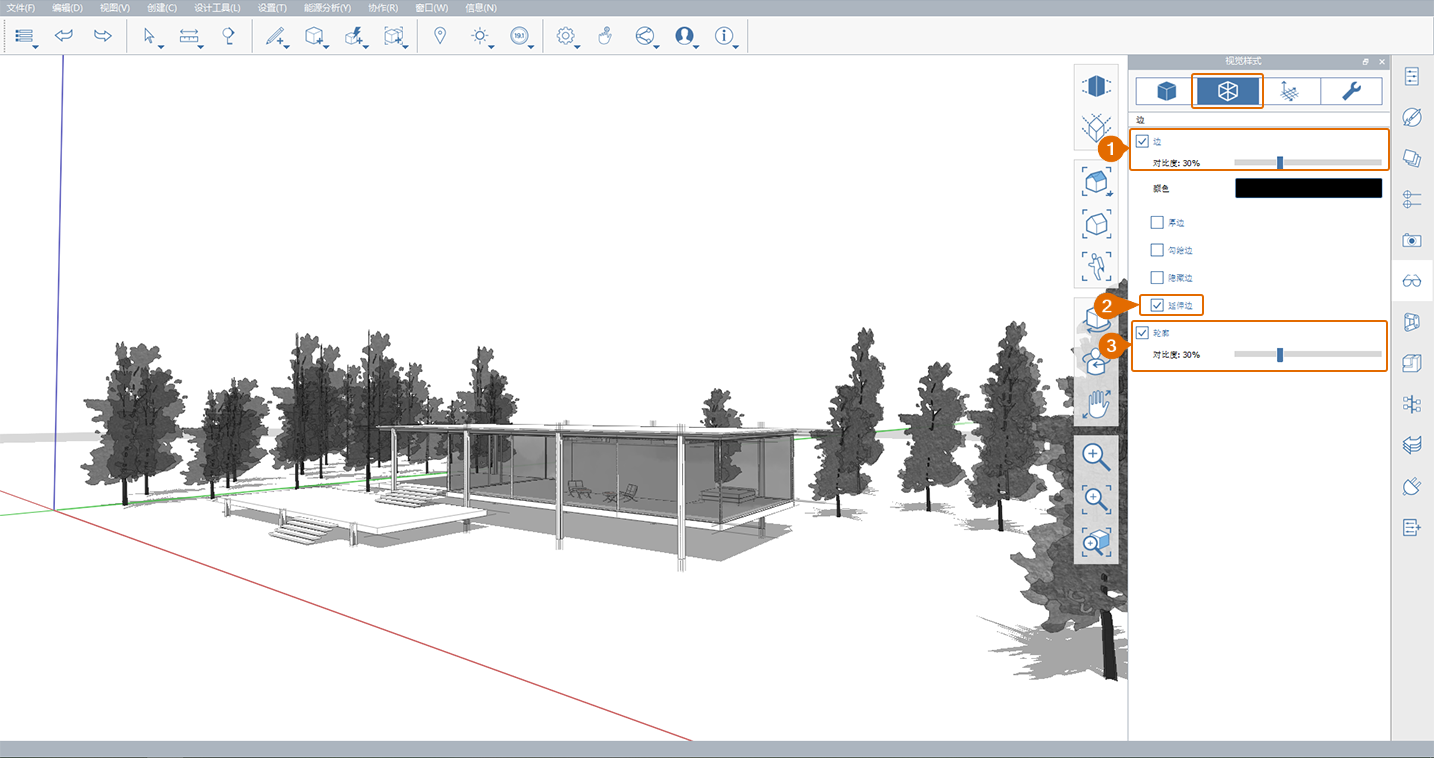 文件(F) 编辑(D) 视图(V) 创建(C) 设计工具(L) 设置(T) 能源分析(Y) 协作(R) 窗口(W) 信息(N)
19.1
视觉样式
边
1
边
对比度: 30%
颜色
厚边
勾绘边
隐藏边
2
延伸边
3
轮廓
对比度: 30%